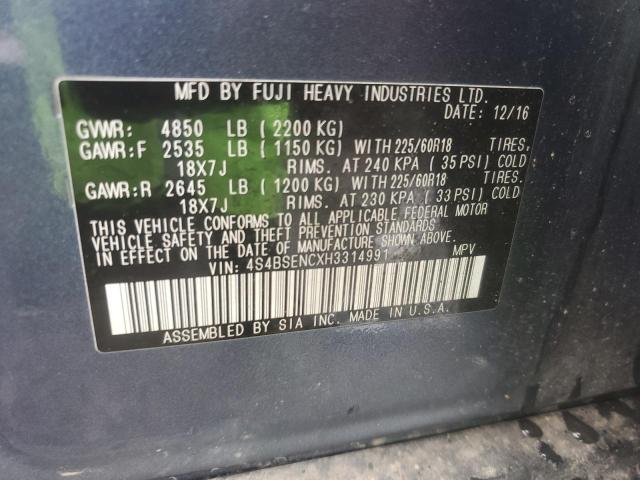 MFD BY FUJI HEAVY INDUSTRIES LTD.
DATE: 12/16
GVWR: 4850 LB ( 2200 KG)
GAWR:F 2535 LB ( 1150 KG) WITH 225/60R18 TIRES.
18X7J RIMS. AT 240 KPA ( 35 PSI) COLD
GAWR:R 2645 LB ( 1200 KG) WITH 225/60R18 TIRES.
18X7J RIMS. AT 230 KPA ( 33 PSI) COLD
THIS VEHICLE CONFORMS TO ALL APPLICABLE FEDERAL MOTOR
VEHICLE SAFETY AND THEFT PREVENTION STANDARDS
IN EFFECT ON THE DATE OF MANUFACTURE SHOWN ABOVE.
VIN: 4S4BSENCXH3314991 MPV
ASSEMBLED BY SIA INC. MADE IN U.S.A.